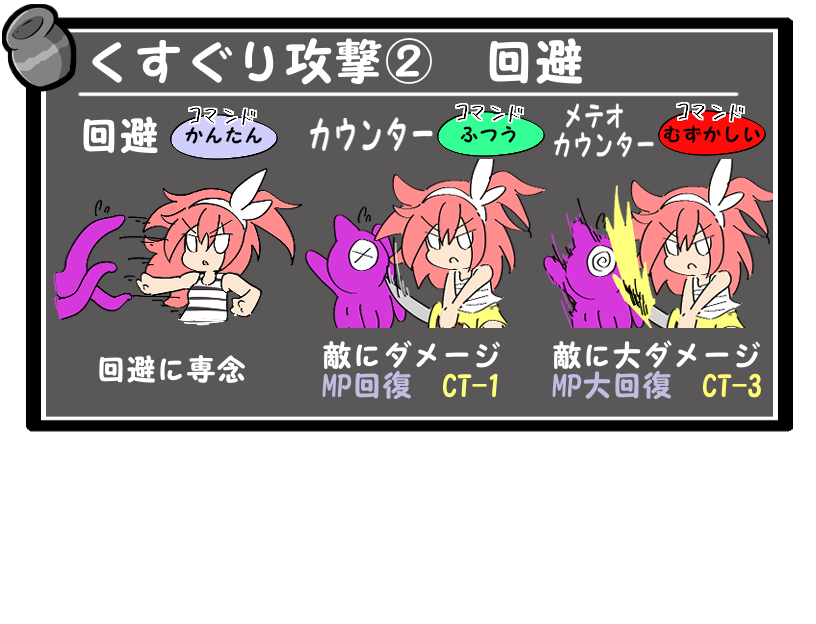 くすぐり攻撃② 回避
回避 コマンド かんたん
カウンター コマンド ふつう
メテオ
カウンター コマンド むずかしい
回避に専念
敵にダメージ
MP回復 CT-1
敵に大ダメージ
MP大回復 CT-3